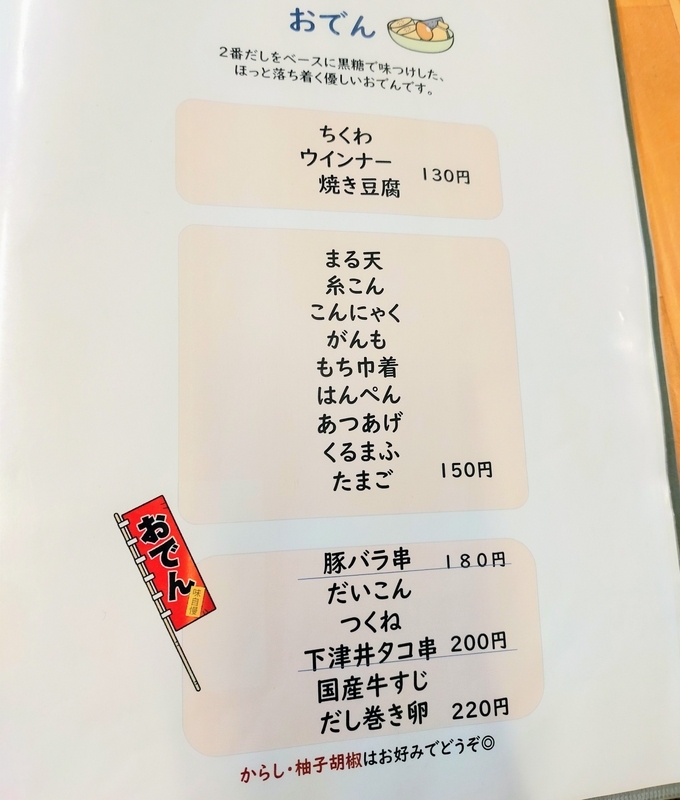 おでん
2番だしをベースに黒糖で味つけした、
ほっと落ち着く優しいおでんです。
ちくわ
ウインナー
焼き豆腐 130円
まる天
糸こん
こんにゃく
がんも
もち巾着
はんぺん
あつあげ
くるまふ
たまご 150円
豚バラ串 180円
だいこん
つくね
下津井タコ串 200円
国産牛すじ
だし巻き卵 220円
おでん
味自慢
からし・柚子胡椒はお好みでどうぞ◎